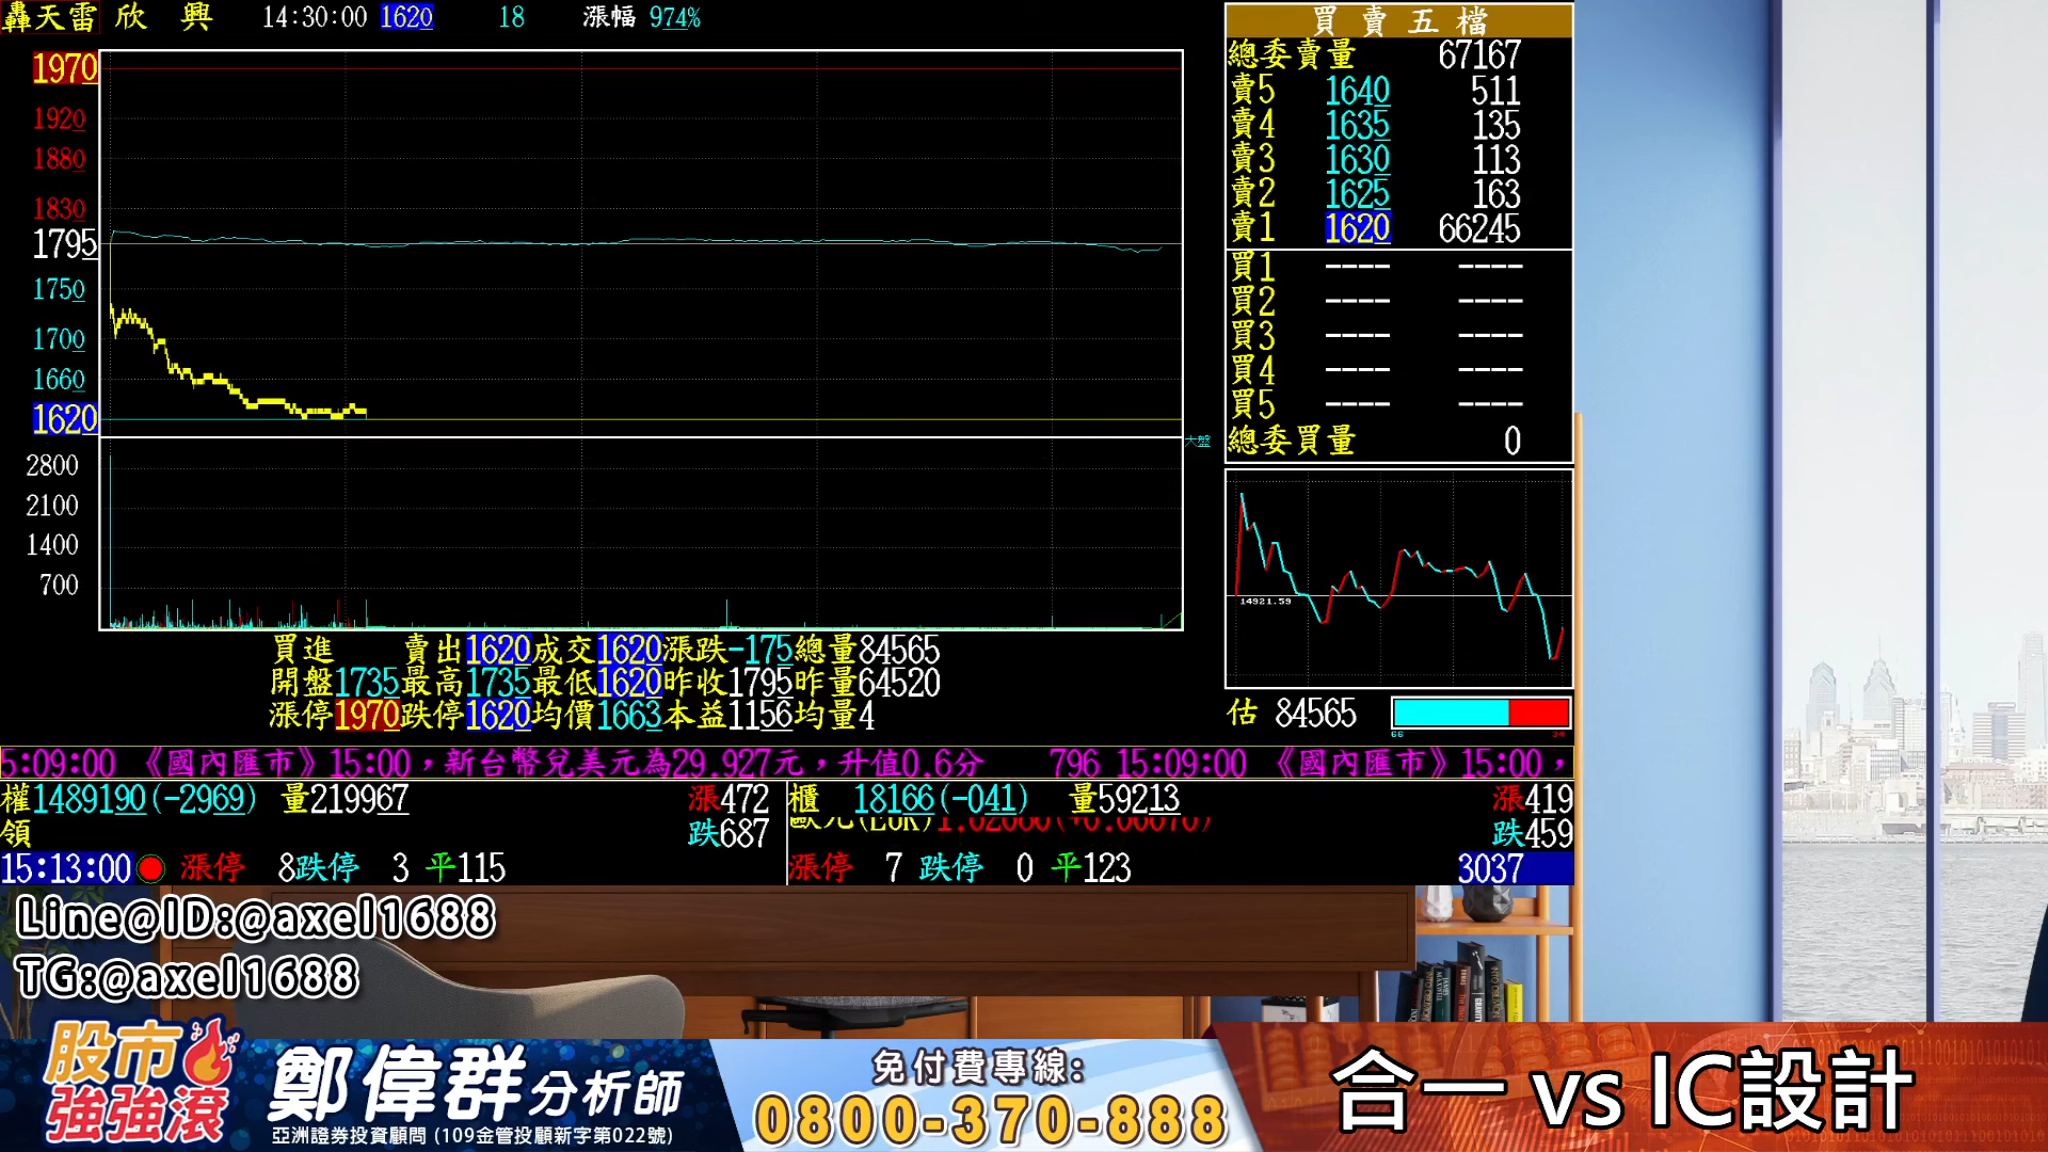 轟天雷 欣 興 14:30:00 1620 18 漲幅 974%
1970
1920
1880
1830
1795
1750
1700
1660
1620
大盤
2800
2100
1400
700
買 賣 五 檔
總委賣量 67167
賣5 1640 511
賣4 1635 135
賣3 1630 113
賣2 1625 163
賣1 1620 66245
買1 ---- ----
買2 ---- ----
買3 ---- ----
買4 ---- ----
買5 ---- ----
總委買量 0
14921.59
估 84565
66 34
買進 賣出1620成交1620漲跌-175總量84565
開盤1735最高1735最低1620昨收1795昨量64520
漲停1970跌停1620均價1663本益1156均量4
5:09:00 《國內匯市》15:00，新台幣兌美元為29.927元，升值0.6分 796 15:09:00 《國內匯市》15:00，
權1489190(-2969) 量219967 漲472
領 跌687
15:13:00 漲停 8跌停 3 平115
櫃 18166(-041) 量59213 漲419
跌459
漲停 7 跌停 0 平123 3037
Line@ID:@axel1688
TG:@axel1688
股市
強強滾
鄭偉群分析師
亞洲證券投資顧問 (109金管投顧新字第022號)
免付費專線:
0800-370-888
合一 vs IC設計